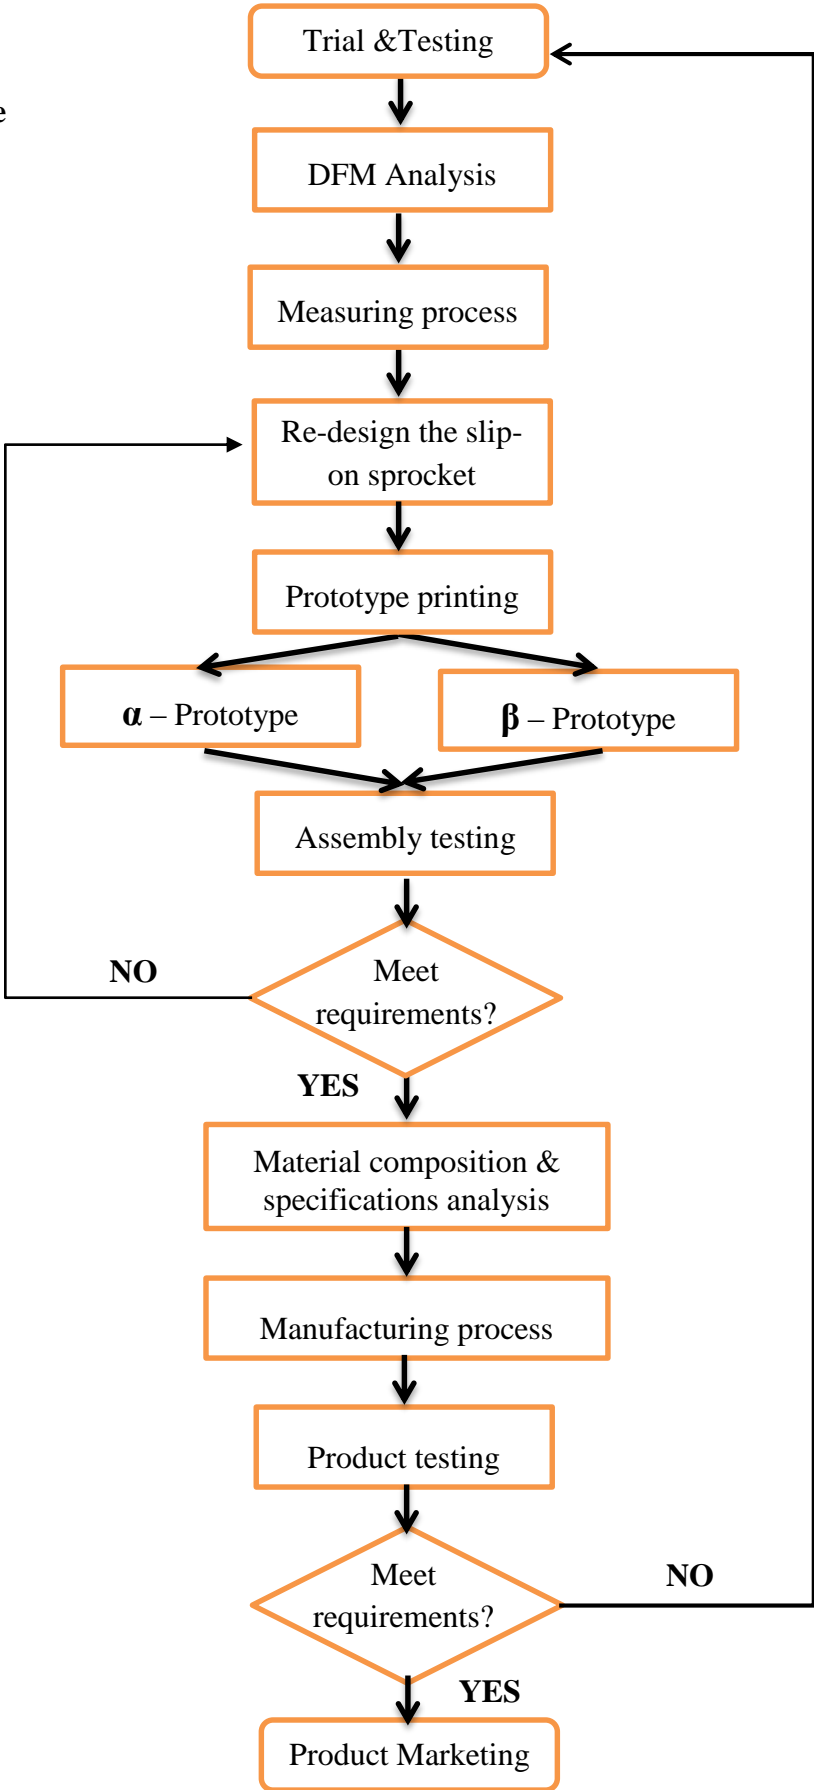 Trial &Testing
e
DFM Analysis
Measuring process
Re-design the slip-
on sprocket
Prototype printing
α – Prototype
β – Prototype
Assembly testing
NO
Meet
requirements?
YES
Material composition &
specifications analysis
Manufacturing process
Product testing
Meet
requirements?
NO
YES
Product Marketing